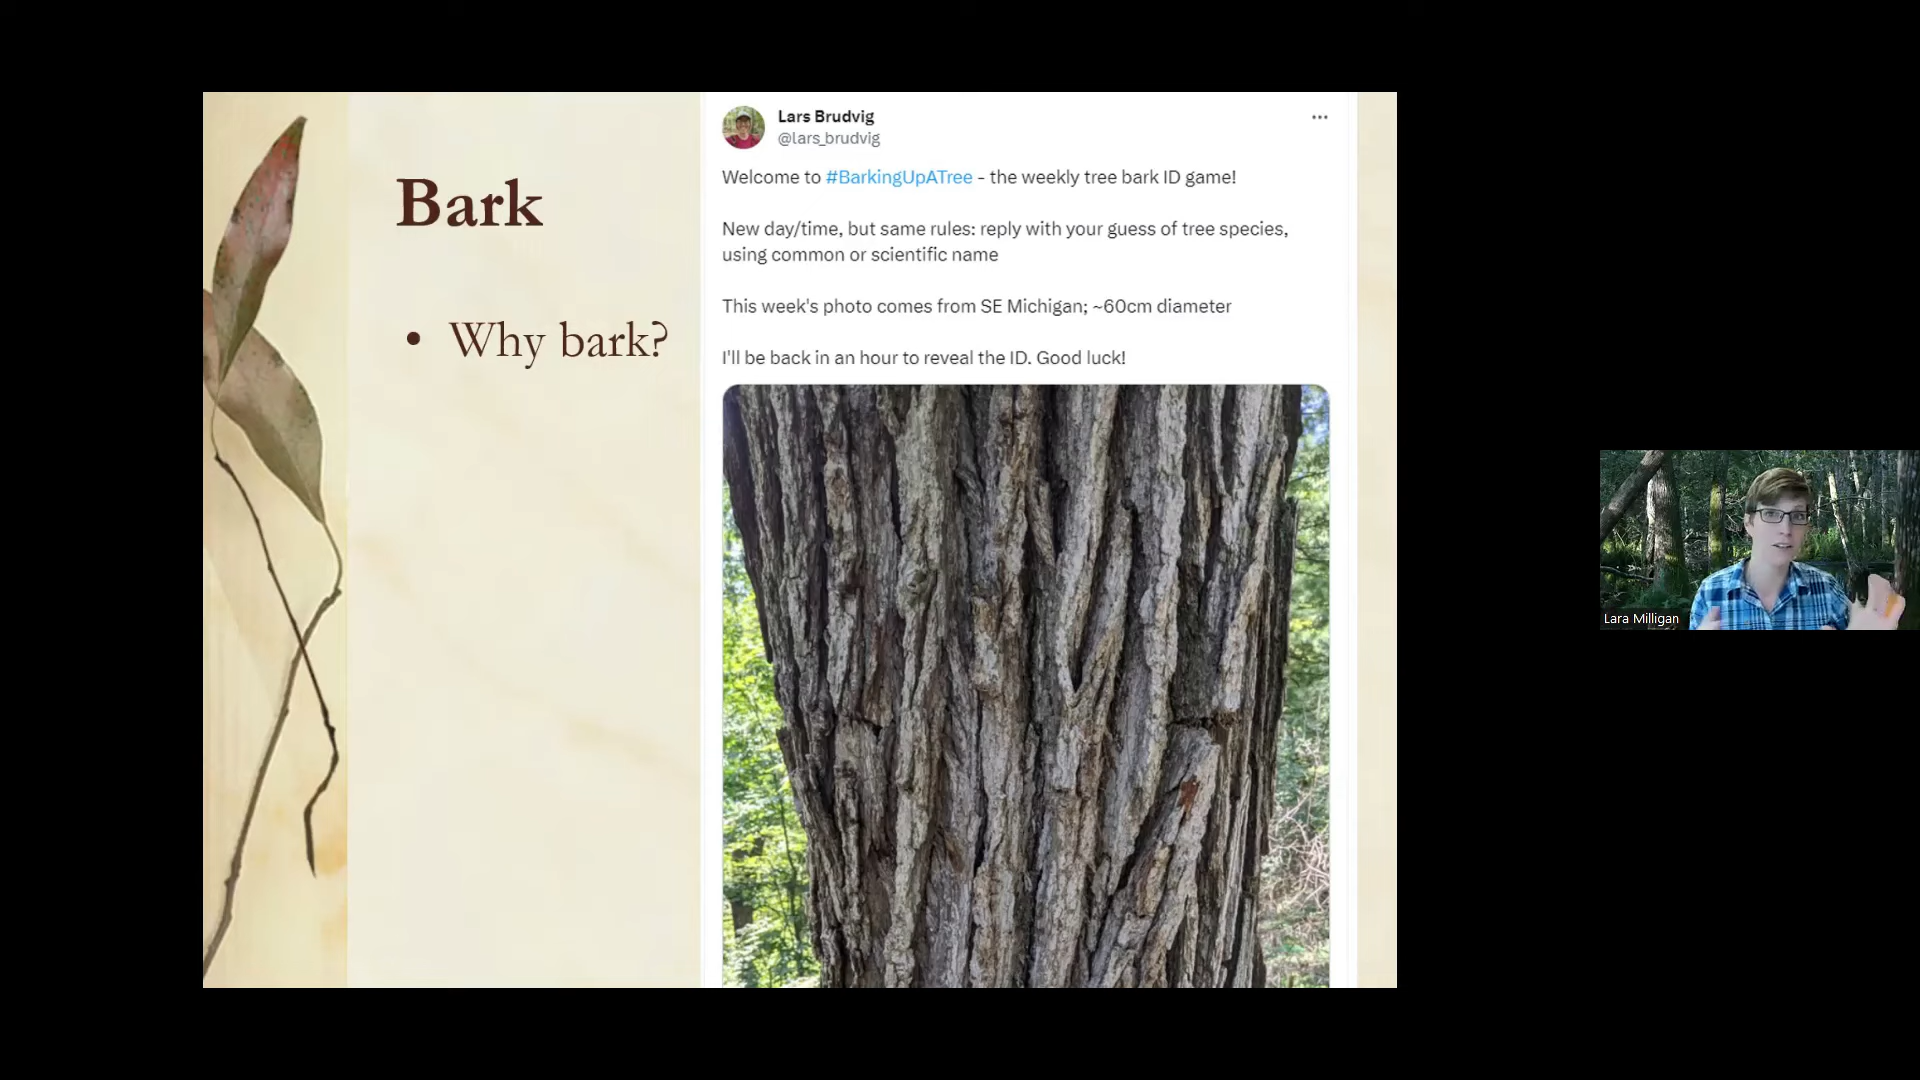 Bark
• Why bark?
Lars Brudvig
@lars_brudvig
Welcome to #BarkingUpATree - the weekly tree bark ID game!
New day/time, but same rules: reply with your guess of tree species,
using common or scientific name
This week's photo comes from SE Michigan; ~60cm diameter
I'll be back in an hour to reveal the ID. Good luck!
Lara Milligan